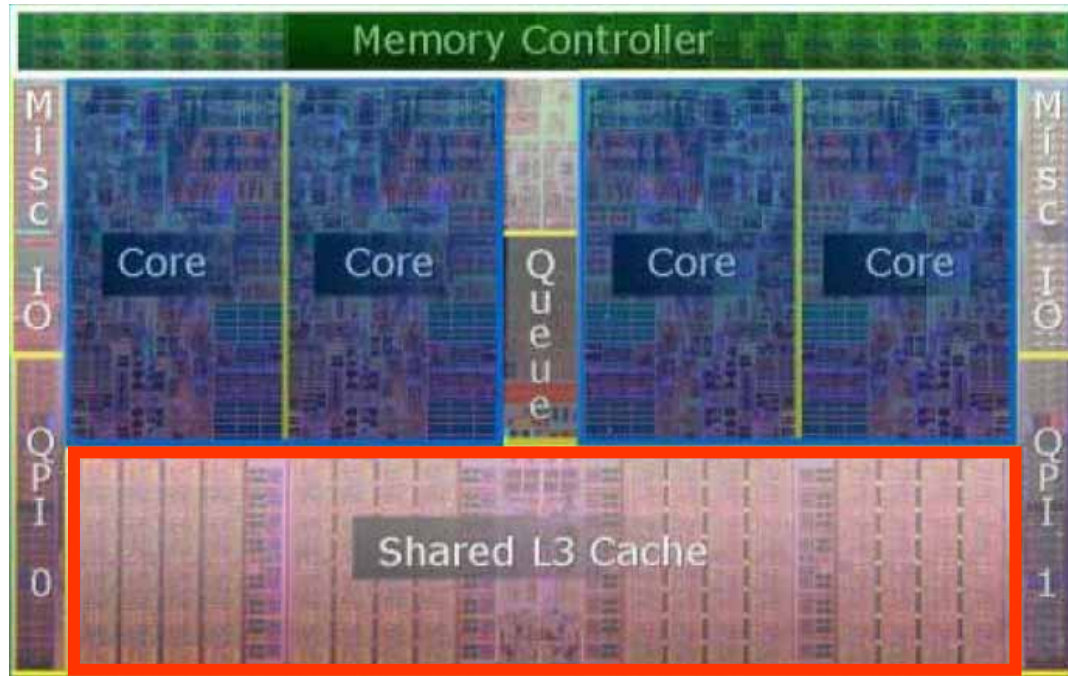 Memory Controller
Misc IO
Core
Core
Queue
Core
Core
Misc IO
QPI 0
Shared L3 Cache
QPI 1